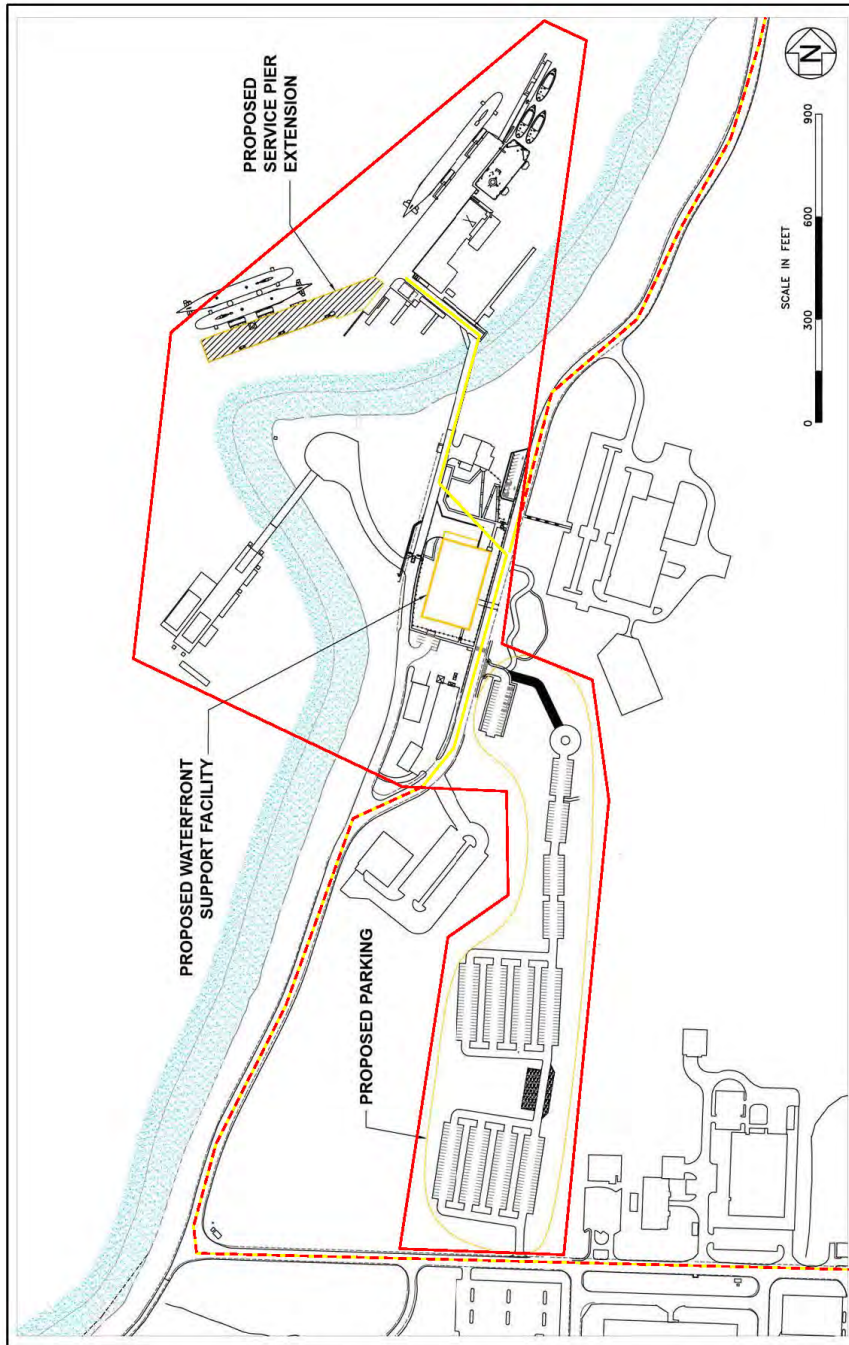 PROPOSED
SERVICE PIER
EXTENSION
N
SCALE IN FEET
0 300 600 900
PROPOSED WATERFRONT
SUPPORT FACILITY
PROPOSED PARKING